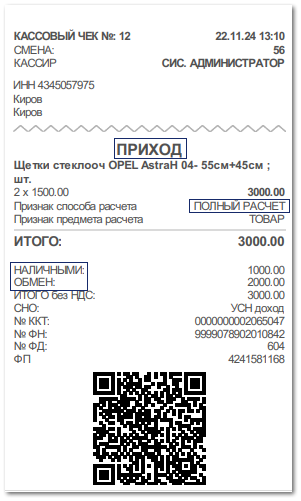 КАССОВЫЙ ЧЕК №: 12 22.11.24 13:10
СМЕНА: 56
КАССИР СИС. АДМИНИСТРАТОР
ИНН 4345057975
Киров
Киров
ПРИХОД
Щетки стеклооч OPEL AstraH 04- 55см+45см ;
шт.
2 x 1500.00 3000.00
Признак способа расчета ПОЛНЫЙ РАСЧЕТ
Признак предмета расчета ТОВАР
ИТОГО: 3000.00
НАЛИЧНЫМИ: 1000.00
ОБМЕН: 2000.00
ИТОГО без НДС: 3000.00
СНО: УСН доход
№ ККТ: 0000000002065047
№ ФН: 9999078902010842
№ ФД: 604
ФП 4241581168